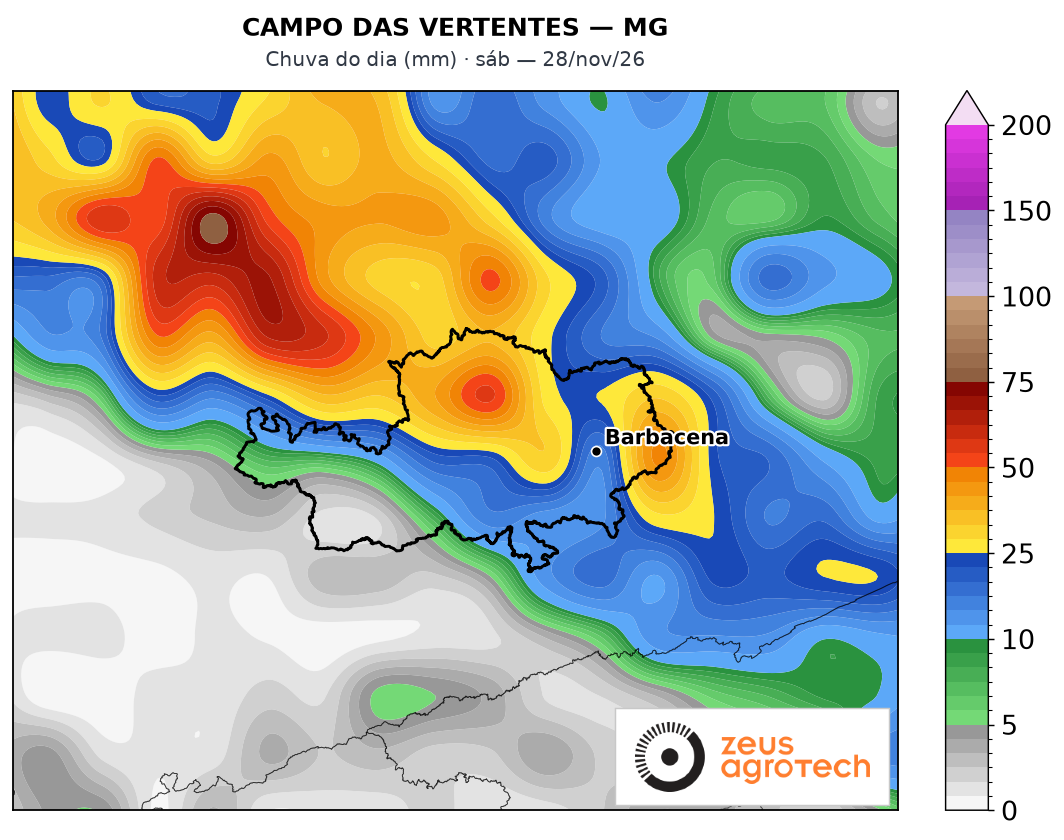 CAMPO DAS VERTENTES — MG
Chuva do dia (mm) · sáb — 28/nov/26
200
150
100
75
50
25
10
5
0
Barbacena
zeus
agrotech